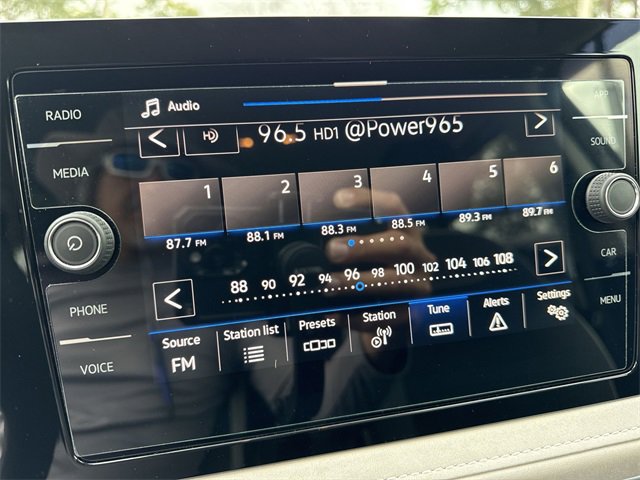 RADIO
MEDIA
PHONE
VOICE
Audio
HD 96.5 HD1 @Power965
1 2 3 4 5 6
87.7 FM 88.1 FM 88.3 FM 88.5 FM 89.3 FM 89.7 FM
88 90 92 94 96 98 100 102 104 106 108
Source Station list Presets Station Tune Alerts Settings
FM
APP
SOUND
CAR
MENU